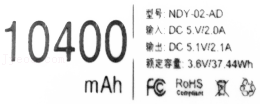 10400
mAh
型号: NDY-02-AD
输入: DC 5.V/2.0A
输出: DC 5.1V/2.1A
额定容量: 3.6V/37.44Wh
FC RoHS
Compliant